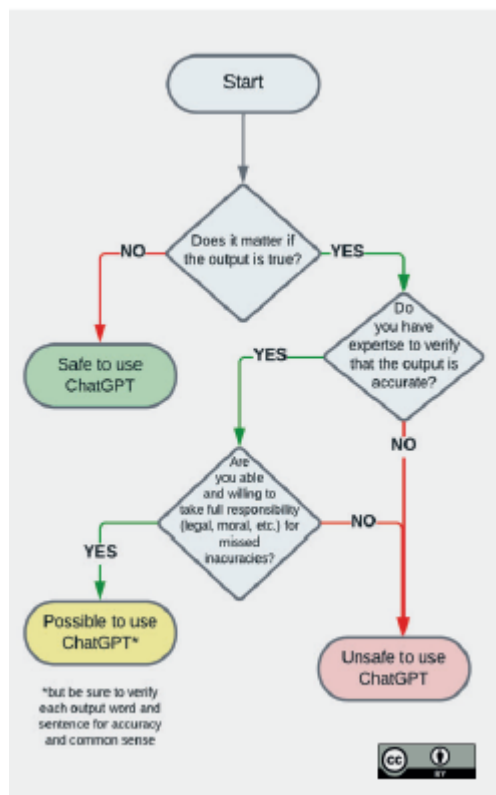 Start
Does it matter if
the output is true?
NO
YES
Safe to use
ChatGPT
Do
you have
expertse to verify
that the output is
accurate?
YES
NO
Are
you able
and willing to
take full responsibility
(legal, moral, etc.) for
missed
inacuracies?
YES
NO
Possible to use
ChatGPT*
Unsafe to use
ChatGPT
*but be sure to verify
each output word and
sentence for accuracy
and common sense
cc
BY